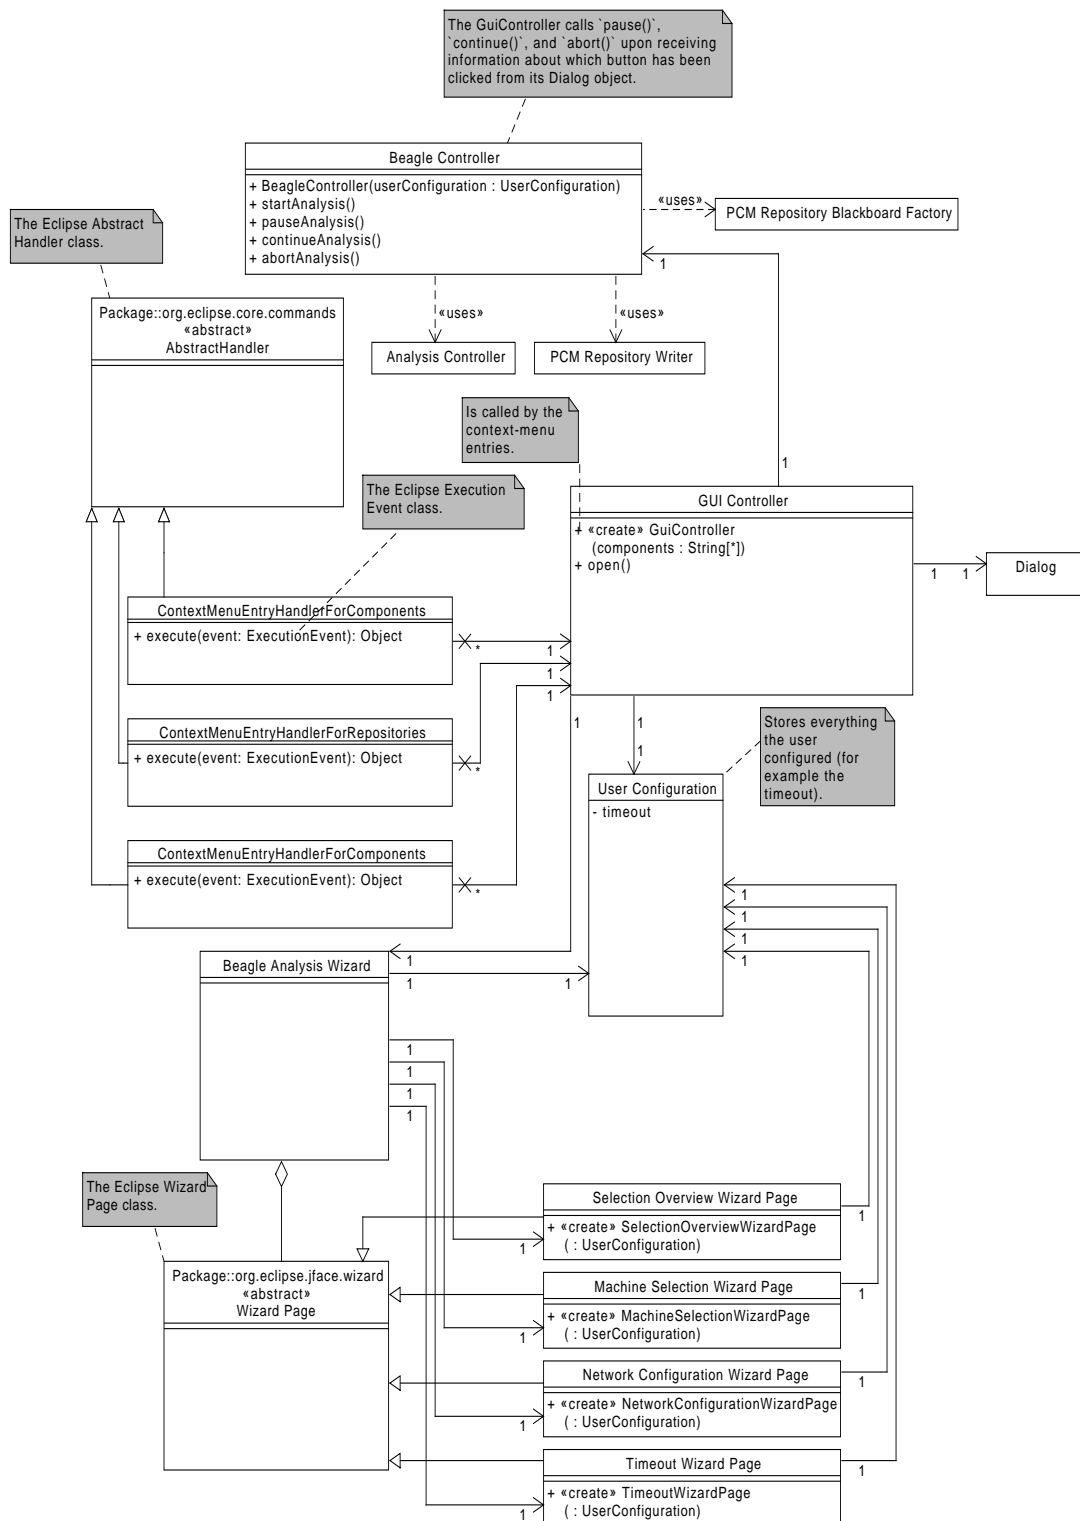 The GuiController calls `pause()`,
`continue()`, and `abort()` upon receiving
information about which button has been
clicked from its Dialog object.
Beagle Controller
+ BeagleController(userConfiguration : UserConfiguration)
+ startAnalysis()
+ pauseAnalysis()
+ continueAnalysis()
+ abortAnalysis()
«uses»
PCM Repository Blackboard Factory
The Eclipse Abstract
Handler class.
1
Package::org.eclipse.core.commands
«abstract»
AbstractHandler
«uses»
«uses»
Analysis Controller
PCM Repository Writer
Is called by the
context-menu
entries.
1
The Eclipse Execution
Event class.
GUI Controller
+ «create» GuiController
(components : String[*])
+ open()
1
1
Dialog
ContextMenuEntryHandlerForComponents
+ execute(event: ExecutionEvent): Object
*
1
1
1
ContextMenuEntryHandlerForRepositories
+ execute(event: ExecutionEvent): Object
*
1
1
1
Stores everything
the user
configured (for
example the
timeout).
User Configuration
- timeout
ContextMenuEntryHandlerForComponents
+ execute(event: ExecutionEvent): Object
*
1
1
1
1
Beagle Analysis Wizard
1
1
1
1
1
1
1
The Eclipse Wizard
Page class.
Selection Overview Wizard Page
+ «create» SelectionOverviewWizardPage
( : UserConfiguration)
1
1
Package::org.eclipse.jface.wizard
«abstract»
Wizard Page
Machine Selection Wizard Page
+ «create» MachineSelectionWizardPage
( : UserConfiguration)
1
1
Network Configuration Wizard Page
+ «create» NetworkConfigurationWizardPage
( : UserConfiguration)
1
1
Timeout Wizard Page
+ «create» TimeoutWizardPage
( : UserConfiguration)
1
1